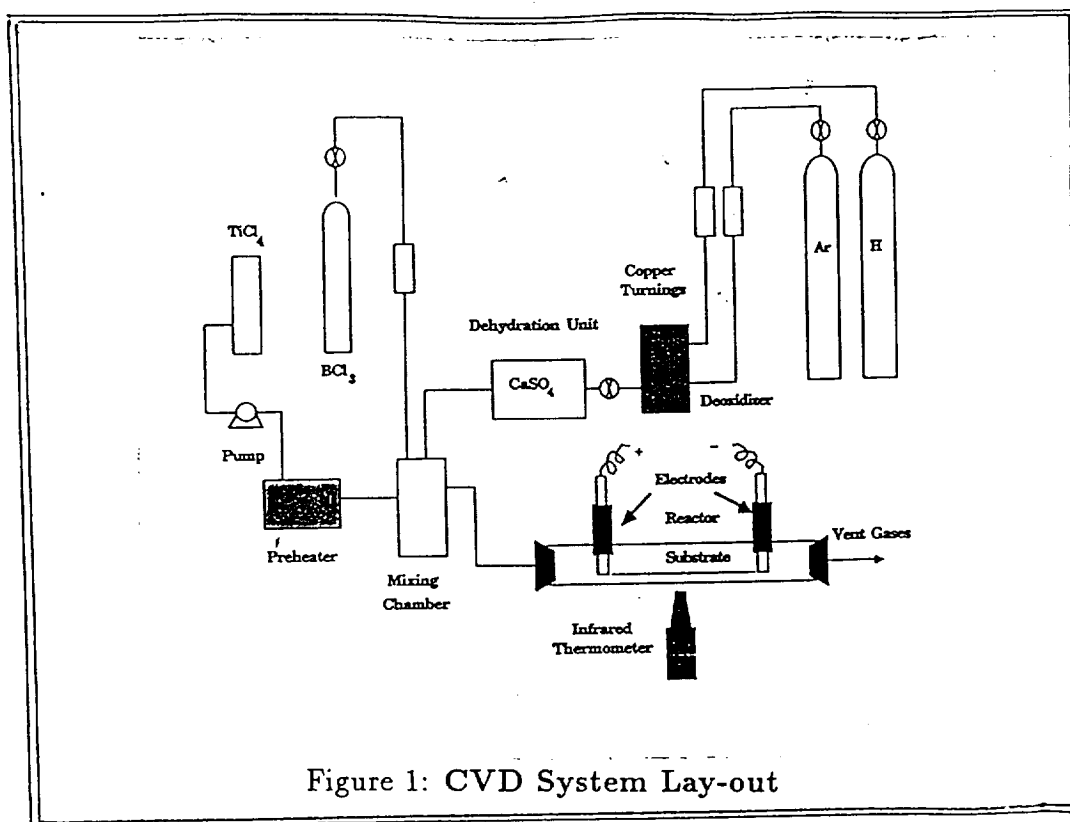 TiCl4
BCl3
Pump
Preheater
Mixing
Chamber
Dehydration Unit
CaSO4
Copper
Turnings
Deoxidizer
Ar
H
+
-
Electrodes
Reactor
Substrate
Vent Gases
Infrared
Thermometer
Figure 1: CVD System Lay-out